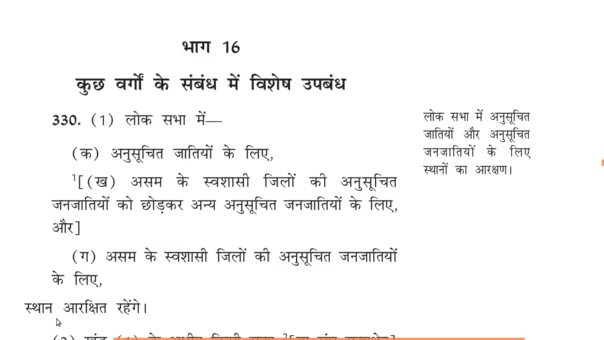 भाग 16
कुछ वर्गों के संबंध में विशेष उपबंध
330. (1) लोक सभा में—
(क) अनुसूचित जातियों के लिए,
¹[(ख) असम के स्वशासी जिलों की अनुसूचित
जनजातियों को छोड़कर अन्य अनुसूचित जनजातियों के लिए,
और]
(ग) असम के स्वशासी जिलों की अनुसूचित जनजातियों
के लिए,
स्थान आरक्षित रहेंगे।
लोक सभा में अनुसूचित
जातियों और अनुसूचित
जनजातियों के लिए
स्थानों का आरक्षण।